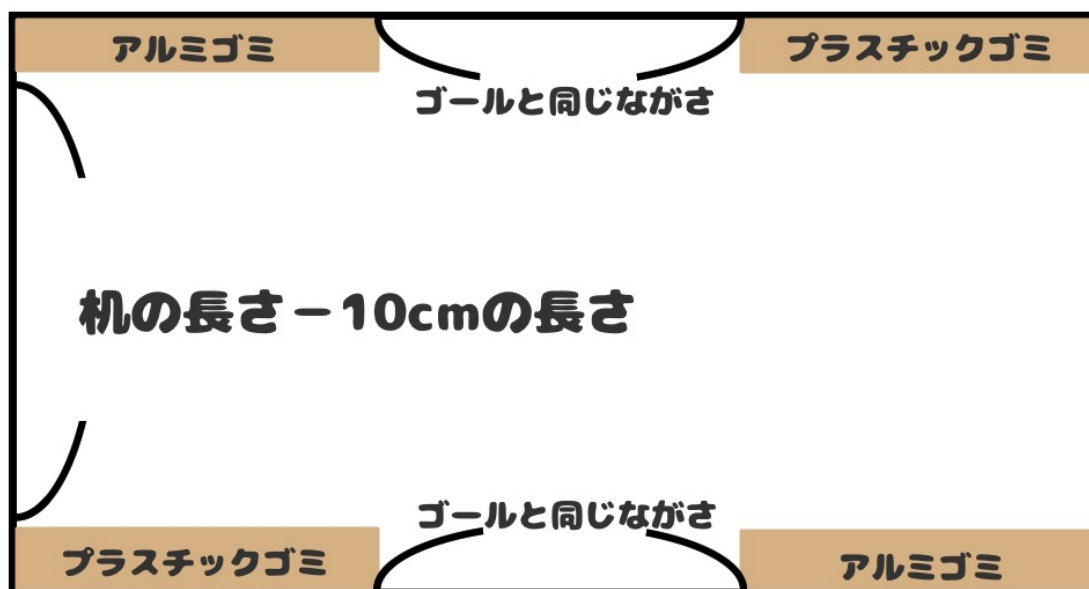 アルミゴミ
プラスチックゴミ
ゴールと同じながさ
机の長さ－10cmの長さ
ゴールと同じながさ
プラスチックゴミ
アルミゴミ